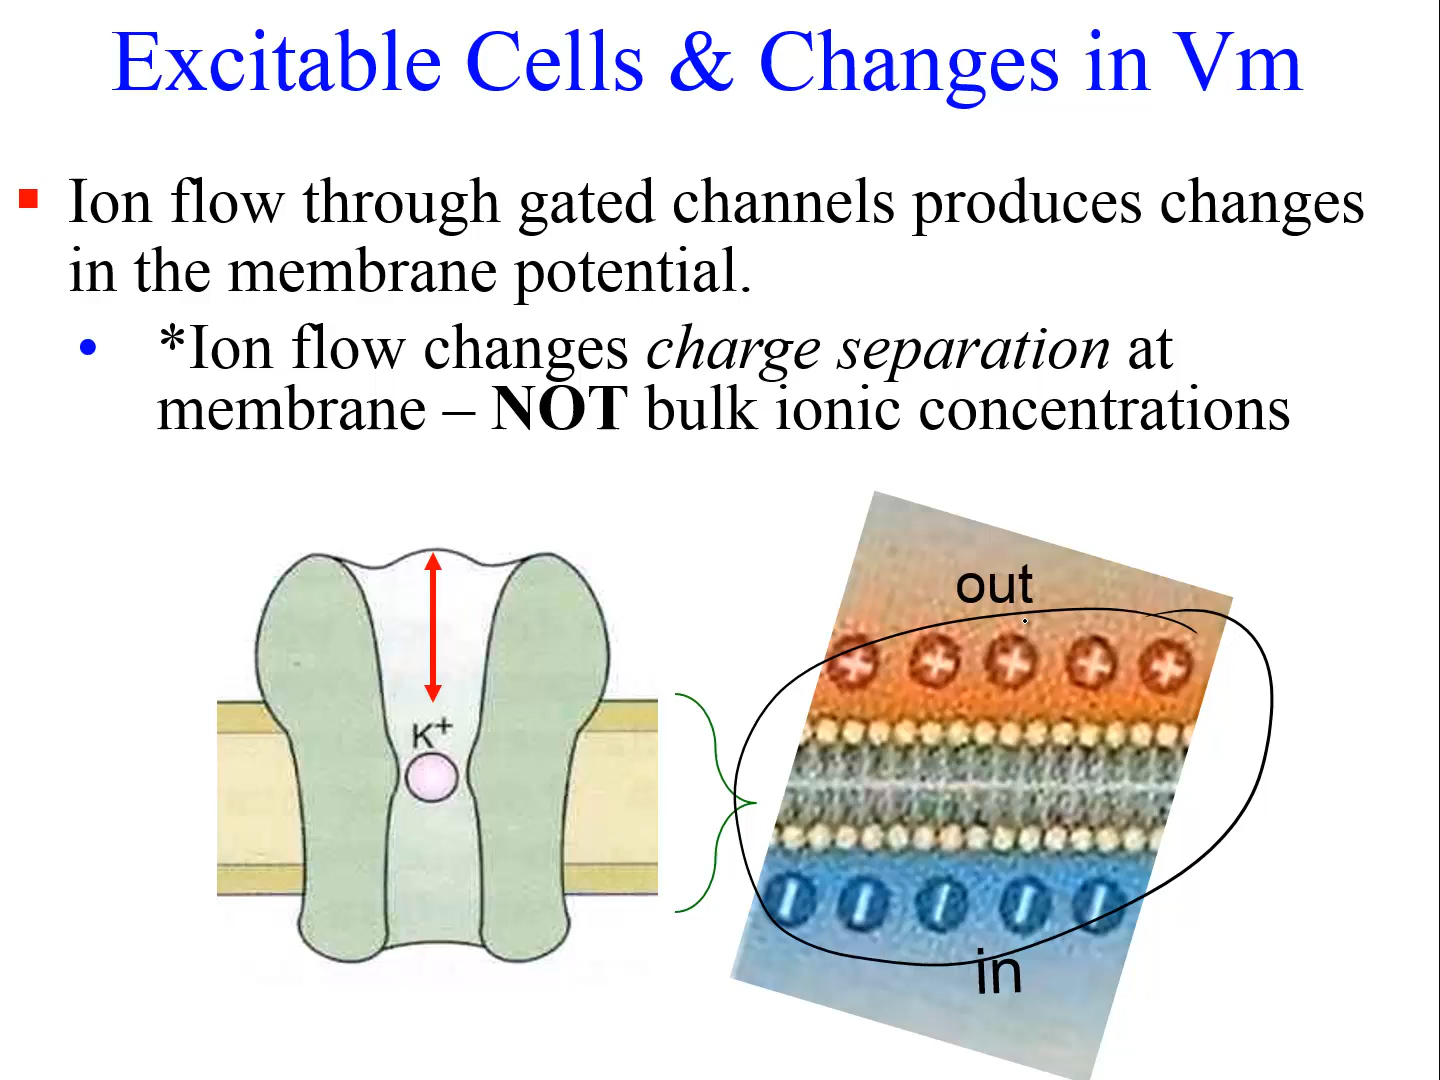 Excitable Cells & Changes in Vm
Ion flow through gated channels produces changes
in the membrane potential.
*Ion flow changes charge separation at
membrane – NOT bulk ionic concentrations
out
K+
in